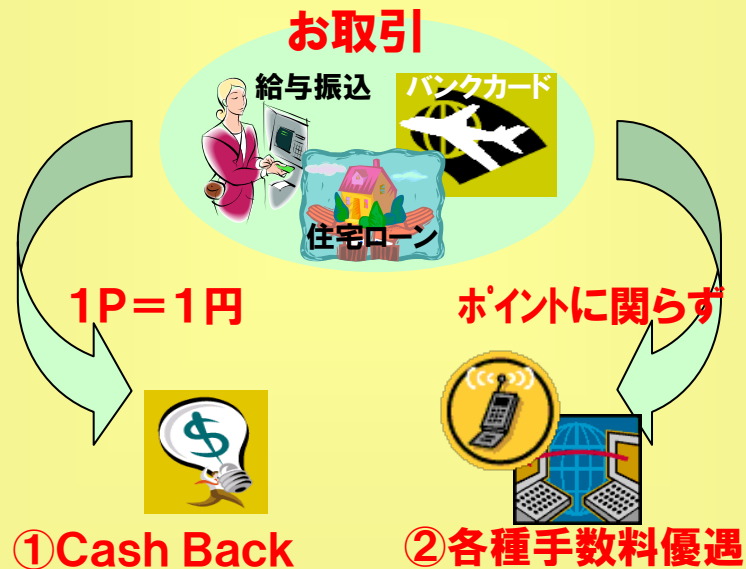 お取引
給与振込 バンクカード
住宅ローン
1P=1円 ポイントに関らず
$
①Cash Back ②各種手数料優遇